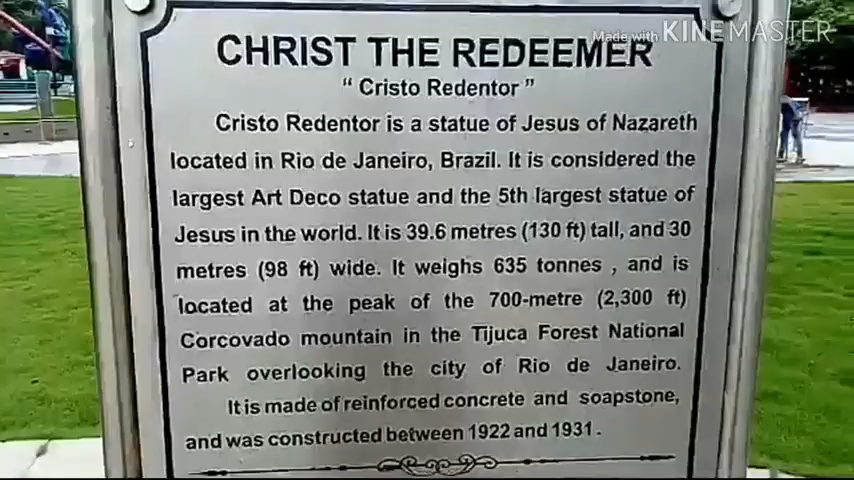 Made with KINEMASTER
CHRIST THE REDEEMER
“ Cristo Redentor ”
Cristo Redentor is a statue of Jesus of Nazareth
located in Rio de Janeiro, Brazil. It is considered the
largest Art Deco statue and the 5th largest statue of
Jesus in the world. It is 39.6 metres (130 ft) tall, and 30
metres (98 ft) wide. It weighs 635 tonnes , and is
located at the peak of the 700-metre (2,300 ft)
Corcovado mountain in the Tijuca Forest National
Park overlooking the city of Rio de Janeiro.
It is made of reinforced concrete and soapstone,
and was constructed between 1922 and 1931.